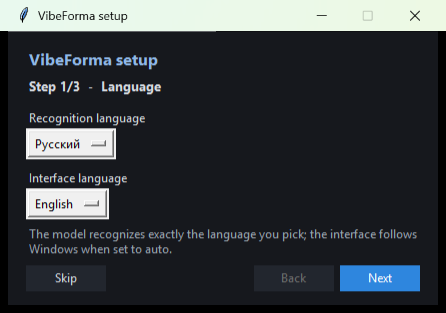 VibeForma setup
VibeForma setup
Step 1/3 - Language
Recognition language
Русский
Interface language
English
The model recognizes exactly the language you pick; the interface follows
Windows when set to auto.
Skip
Back
Next